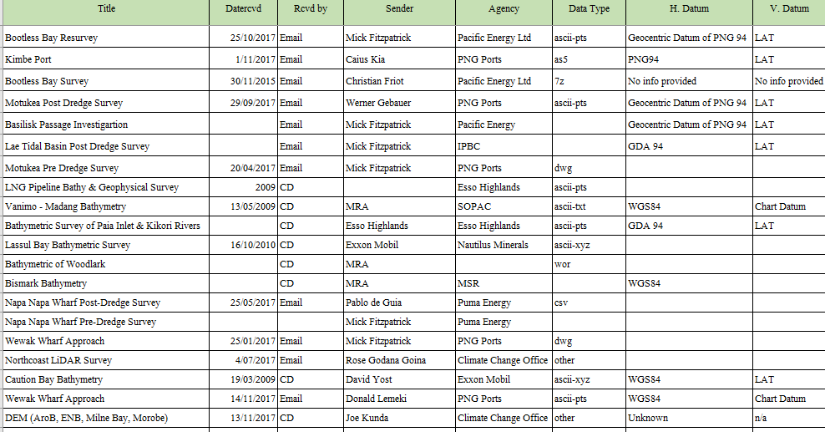 Title Datercvd Rcvd by Sender Agency Data Type H. Datum V. Datum
Bootless Bay Resurvey 25/10/2017 Email Mick Fitzpatrick Pacific Energy Ltd ascii-pts Geocentric Datum of PNG 94 LAT
Kimbe Port 1/11/2017 Email Caius Kia PNG Ports as5 PNG94 LAT
Bootless Bay Survey 30/11/2015 Email Christian Friot Pacific Energy Ltd 7z No info provided No info provided
Motukea Post Dredge Survey 29/09/2017 Email Werner Gebauer PNG Ports ascii-pts Geocentric Datum of PNG 94 LAT
Basilisk Passage Investigartion Email Mick Fitzpatrick Pacific Energy Geocentric Datum of PNG 94 LAT
Lae Tidal Basin Post Dredge Survey Email Mick Fitzpatrick IPBC GDA 94 LAT
Motukea Pre Dredge Survey 20/04/2017 Email Mick Fitzpatrick PNG Ports dwg
LNG Pipeline Bathy & Geophysical Survey 2009 CD Esso Highlands ascii-pts
Vanimo - Madang Bathymetry 13/05/2009 CD MRA SOPAC ascii-txt WGS84 Chart Datum
Bathymetric Survey of Paia Inlet & Kikori Rivers CD Esso Highlands Esso Highlands ascii-pts GDA 94 LAT
Lassul Bay Bathymetric Survey 16/10/2010 CD Exxon Mobil Nautilus Minerals ascii-xyz
Bathymetric of Woodlark CD MRA wor
Bismark Bathymetry CD MRA MSR WGS84
Napa Napa Wharf Post-Dredge Survey 25/05/2017 Email Pablo de Guia Puma Energy csv
Napa Napa Wharf Pre-Dredge Survey Mick Fitzpatrick Puma Energy
Wewak Wharf Approach 25/01/2017 Email Mick Fitzpatrick PNG Ports dwg
Northcoast LiDAR Survey 4/07/2017 Email Rose Godana Goina Climate Change Office other
Caution Bay Bathymetry 19/03/2009 CD David Yost Exxon Mobil ascii-xyz WGS84 LAT
Wewak Wharf Approach 14/11/2017 Email Donald Lemeki PNG Ports ascii-pts WGS84 Chart Datum
DEM (AroB, ENB, Milne Bay, Morobe) 13/11/2017 CD Joe Kunda Climate Change Office other Unknown n/a